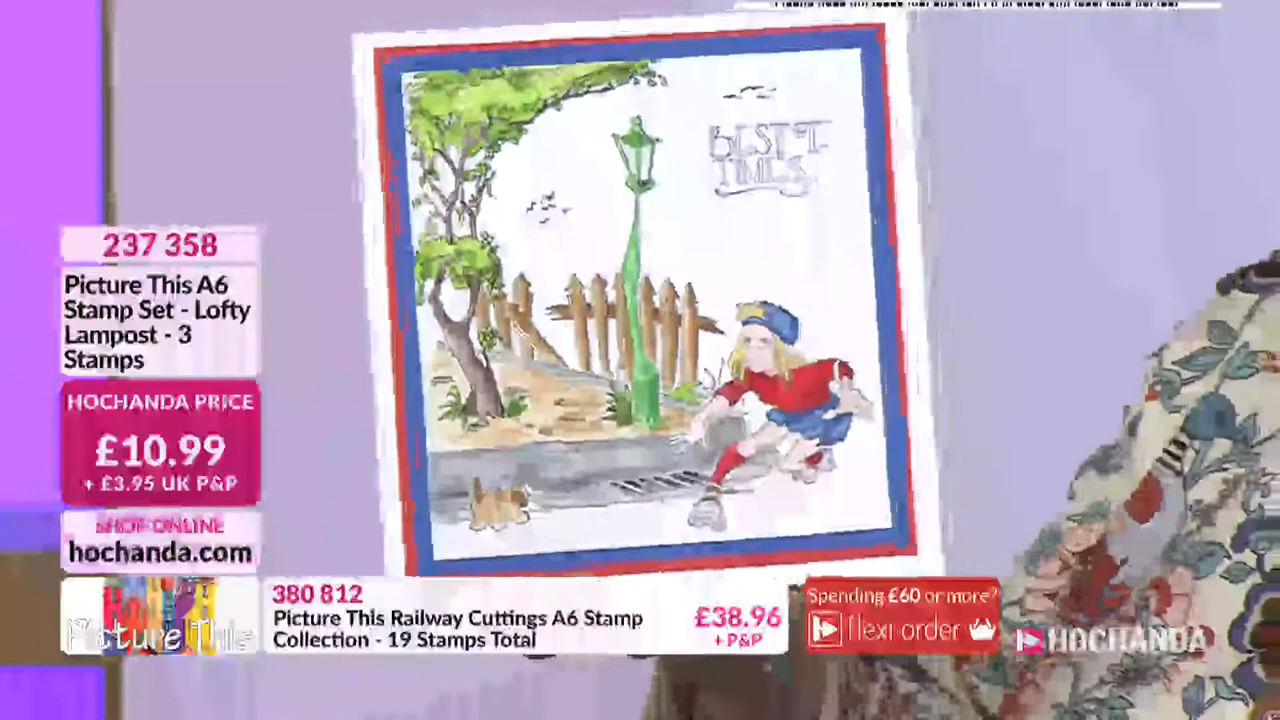 BEST OF
TIMES
237 358
Picture This A6
Stamp Set - Lofty
Lampost - 3
Stamps
HOCHANDA PRICE
£10.99
+ £3.95 UK P&P
SHOP ONLINE
hochanda.com
Picture This
380 812
Picture This Railway Cuttings A6 Stamp
Collection - 19 Stamps Total
£38.96
+ P&P
Spending £60 or more?
flexi-order
HOCHANDA